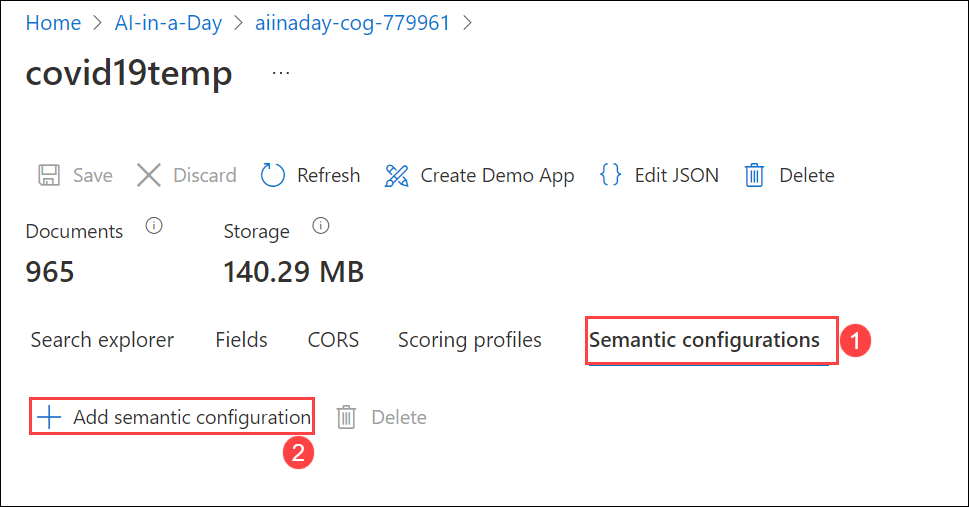 Home > AI-in-a-Day > aiinaday-cog-779961 >
covid19temp ...
Save Discard Refresh Create Demo App {} Edit JSON Delete
Documents Storage
965 140.29 MB
Search explorer Fields CORS Scoring profiles Semantic configurations 1
+ Add semantic configuration Delete
2